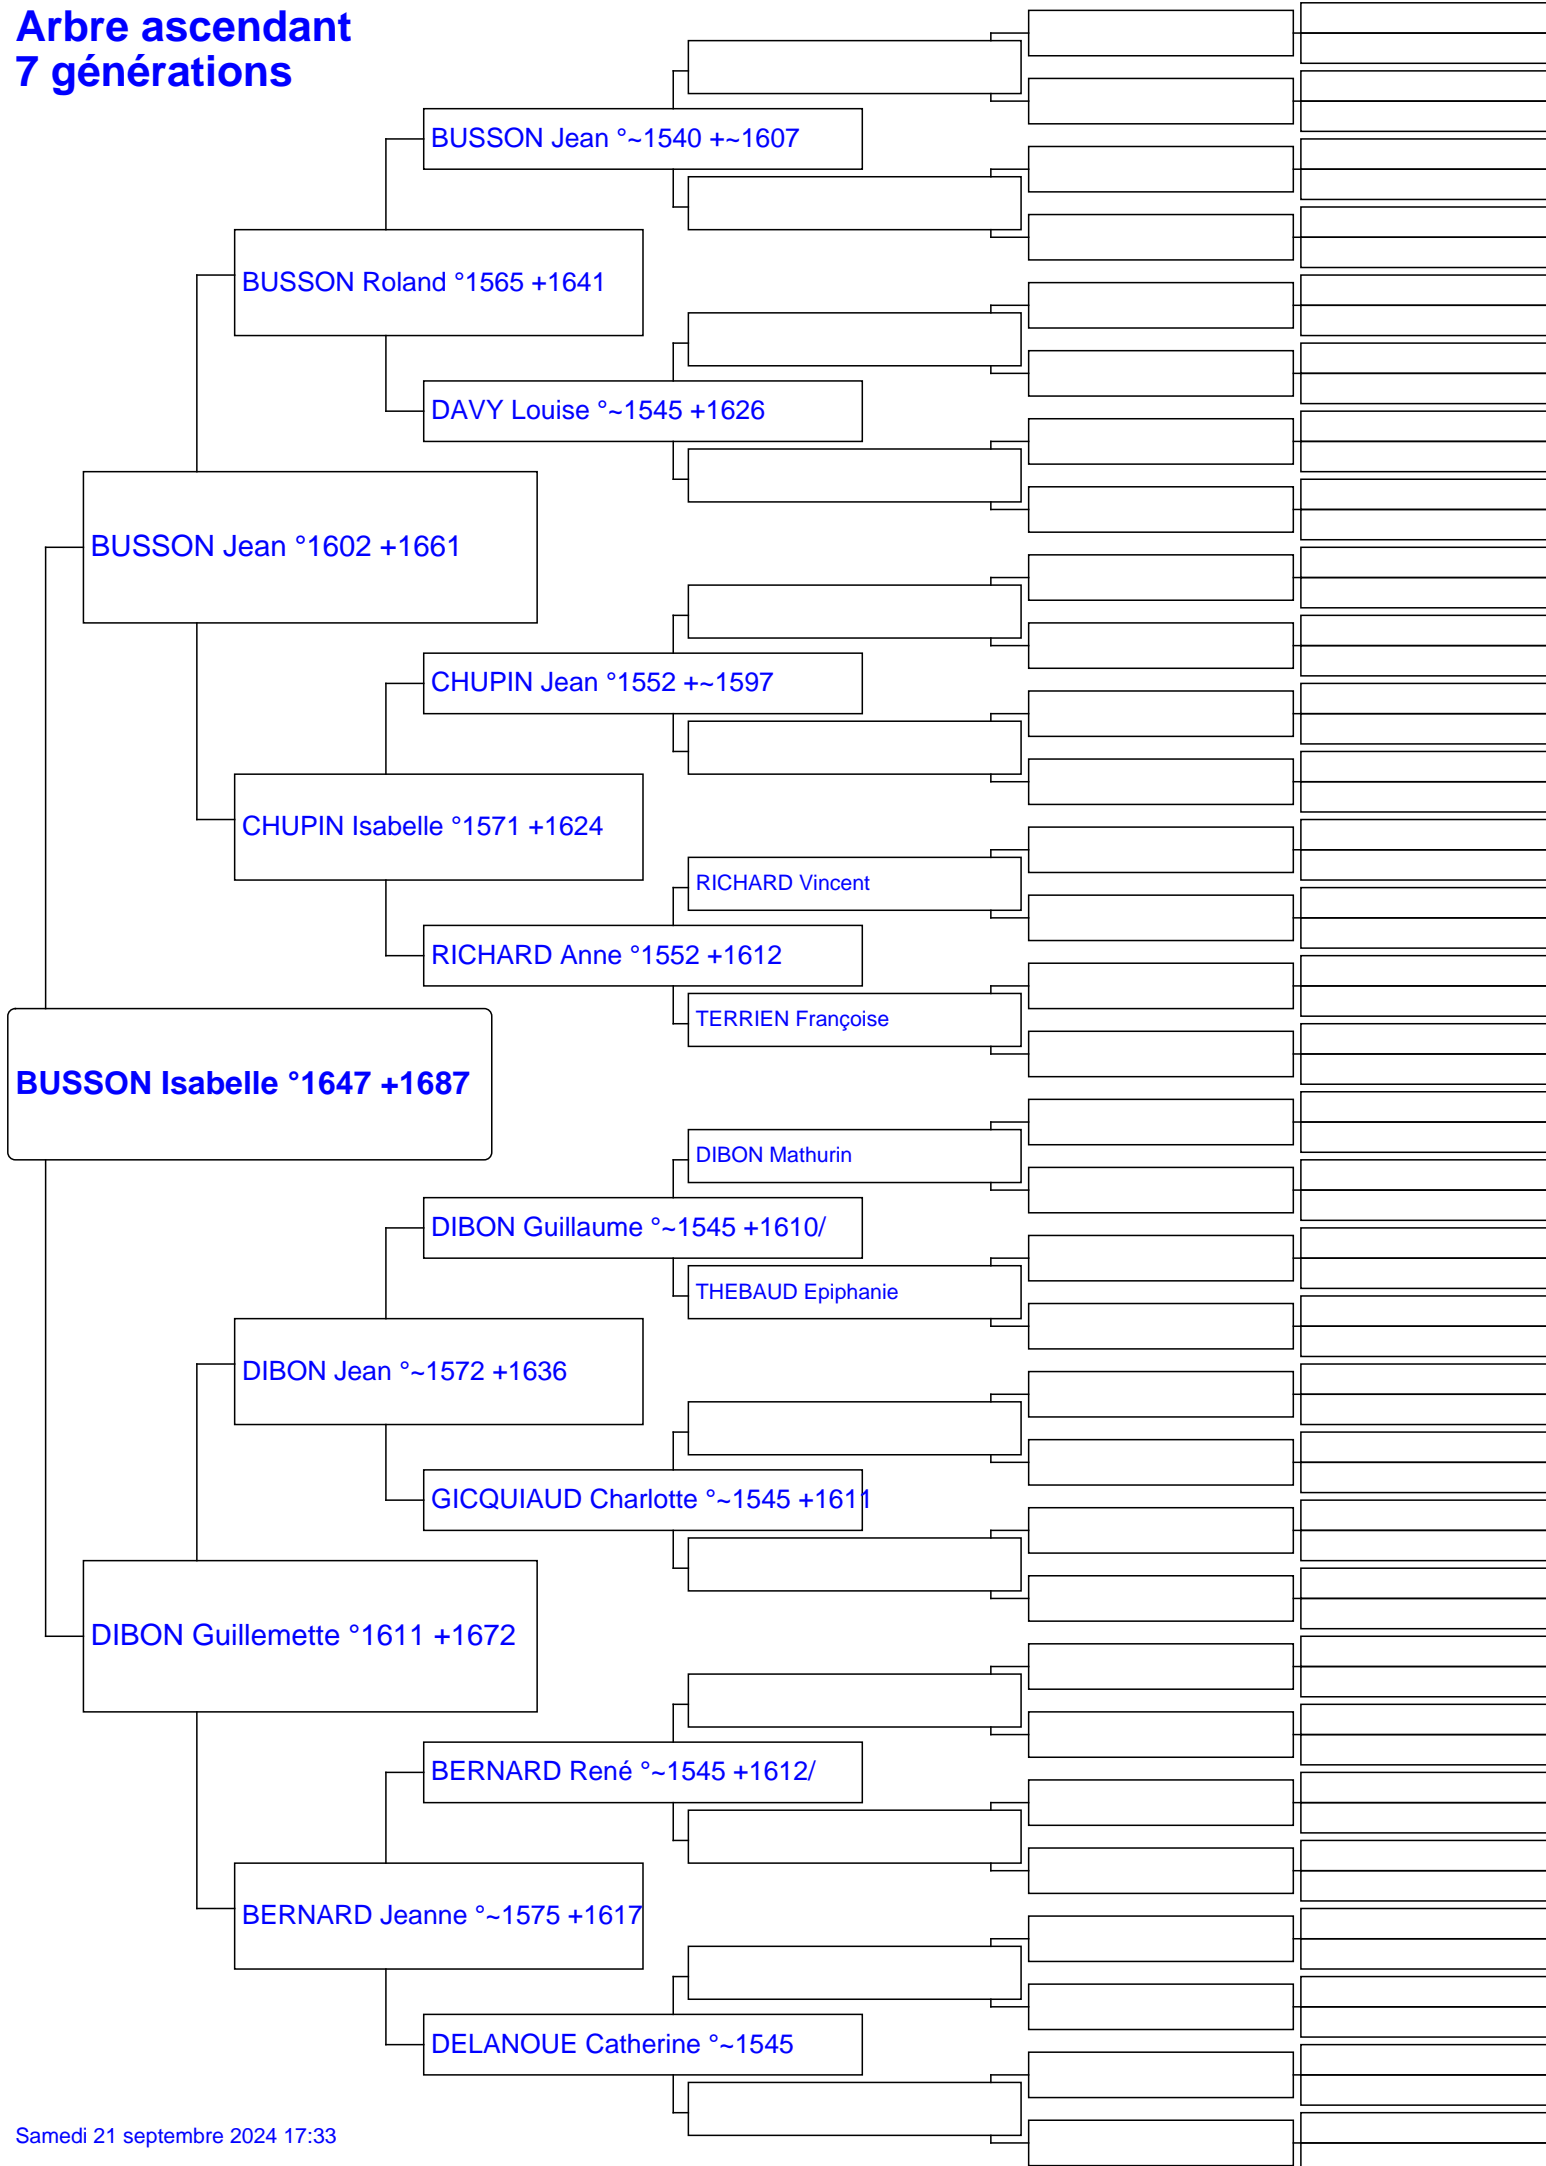 Arbre ascendant
7 générations
BUSSON Jean °~1540 +~1607
BUSSON Roland °1565 +1641
DAVY Louise °~1545 +1626
BUSSON Jean °1602 +1661
CHUPIN Jean °1552 +~1597
CHUPIN Isabelle °1571 +1624
RICHARD Vincent
RICHARD Anne °1552 +1612
TERRIEN Françoise
BUSSON Isabelle °1647 +1687
DIBON Mathurin
DIBON Guillaume °~1545 +1610/
THEBAUD Epiphanie
DIBON Jean °~1572 +1636
GICQUIAUD Charlotte °~1545 +1611
DIBON Guillemette °1611 +1672
BERNARD René °~1545 +1612/
BERNARD Jeanne °~1575 +1617
DELANOUE Catherine °~1545
Samedi 21 septembre 2024 17:33